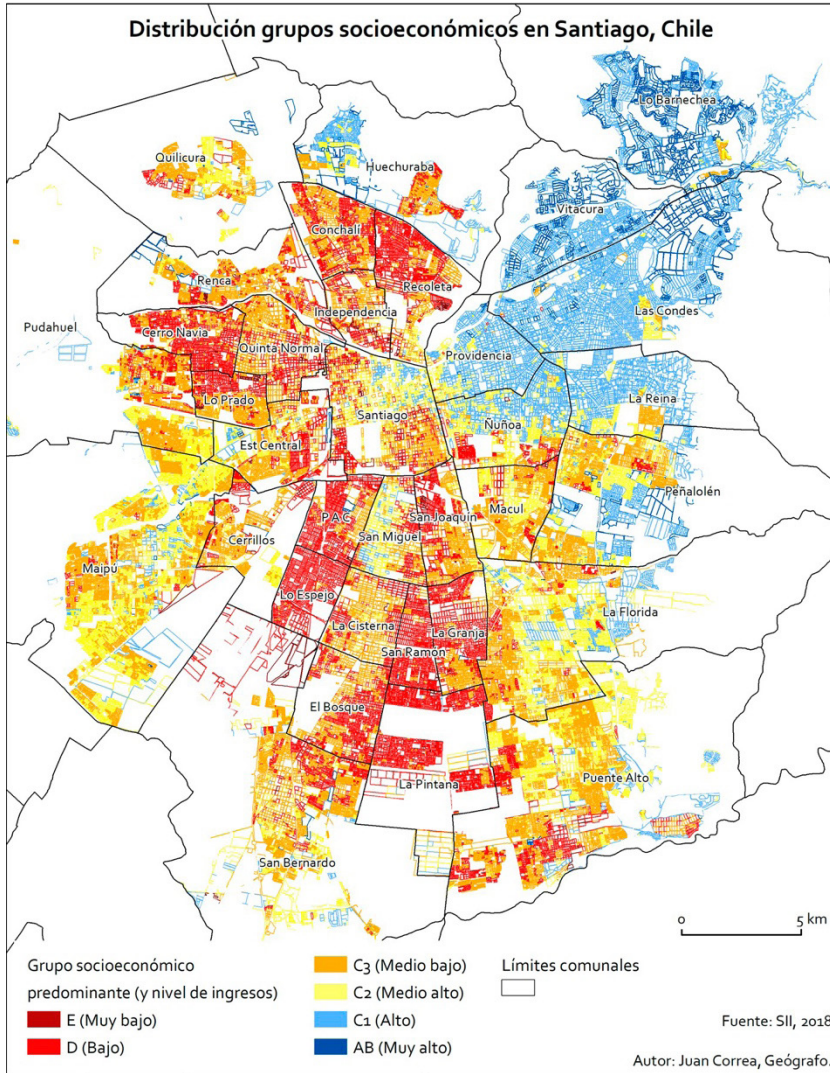 Distribución grupos socioeconómicos en Santiago, Chile
Lo Barnechea
Quilicura
Huechuraba
Vitacura
Conchalí
Renca
Recoleta
Independencia
Las Condes
Pudahuel
Cerro Navia
Quinta Normal
Providencia
Lo Prado
La Reina
Santiago
Ñuñoa
Est Central
Peñalolén
PAC
San Joaquín
Macul
Cerrillos
San Miguel
Maipú
Lo Espejo
La Florida
La Cisterna
La Granja
San Ramón
El Bosque
Puente Alto
La Pintana
San Bernardo
0 5 km
Grupo socioeconómico
predominante (y nivel de ingresos)
E (Muy bajo)
D (Bajo)
C3 (Medio bajo)
C2 (Medio alto)
C1 (Alto)
AB (Muy alto)
Límites comunales
Fuente: SII, 2018
Autor: Juan Correa, Geógrafo.